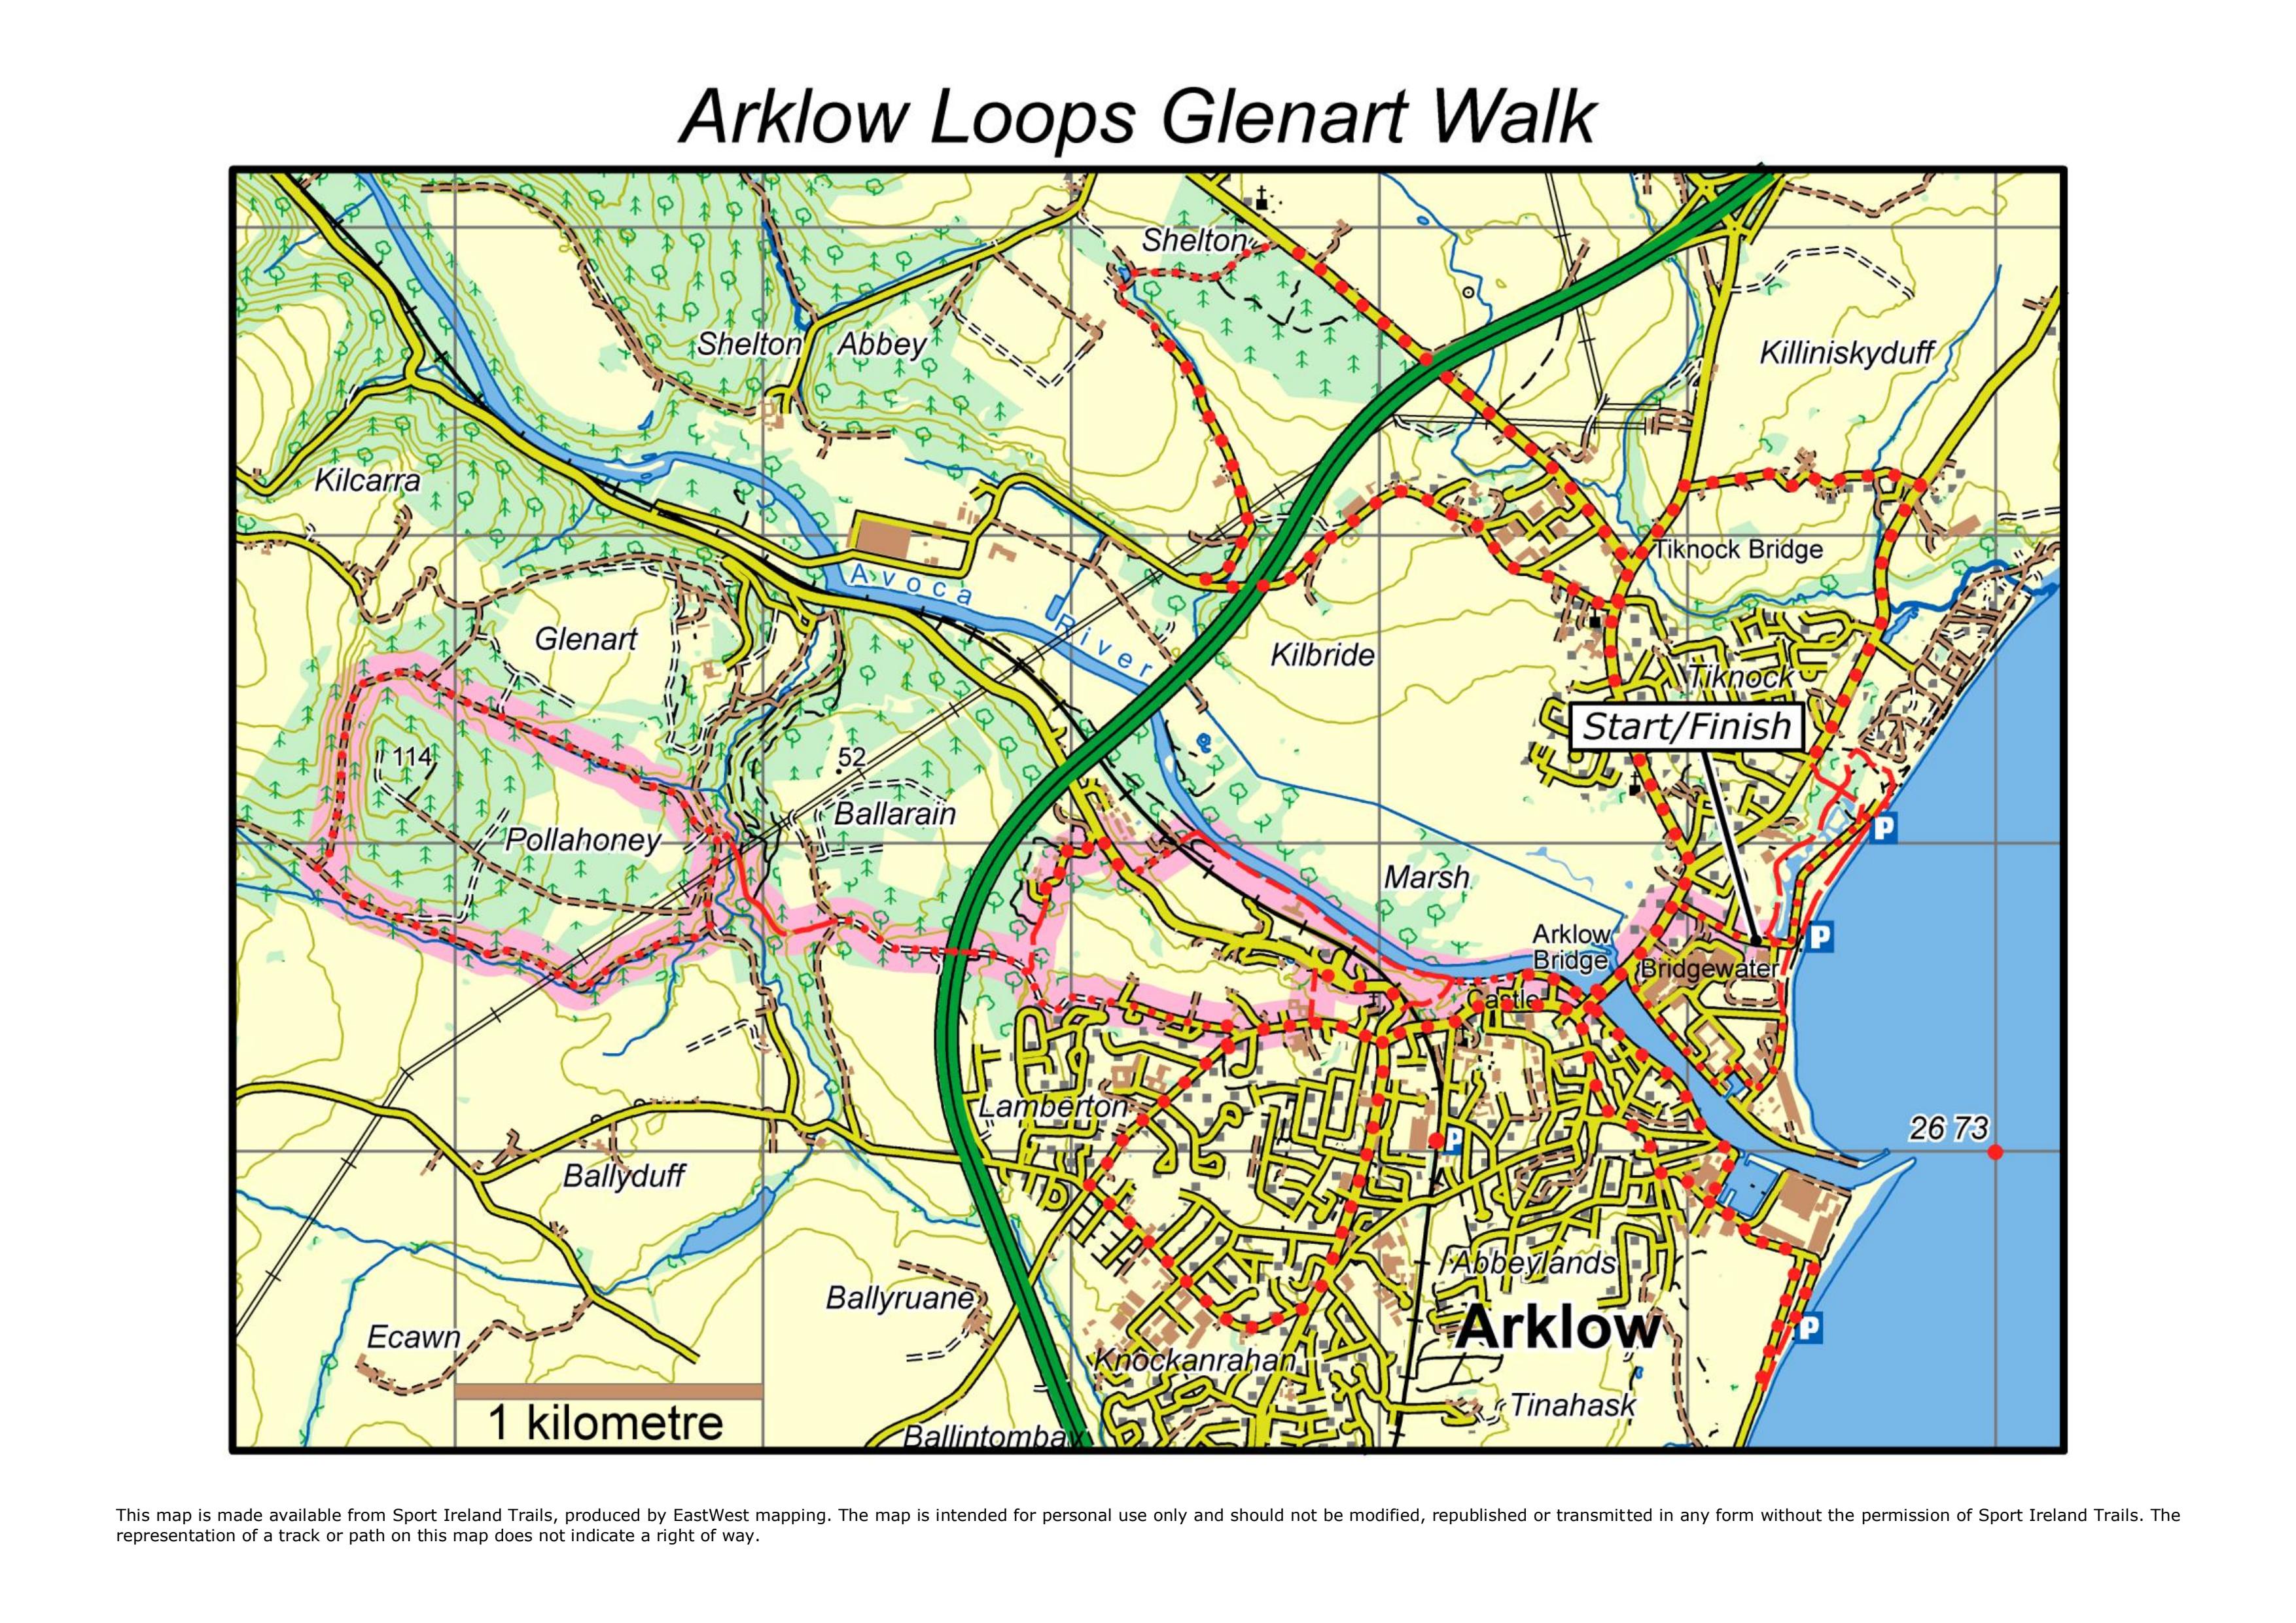 Arklow Loops Glenart Walk
Shelton
Shelton Abbey
Killiniskyduff
Kilcarra
Tiknock Bridge
Avoca
River
Glenart
Kilbride
Tiknock
Start/Finish
114
52
Ballarain
Pollahoney
P
Marsh
Arklow
Bridge
P
Bridgewater
Castle
Lamberton
26 73
P
Ballyduff
Abbeylands
Ballyruane
Arklow
P
Ecawn
Knockanrahan
Tinahask
1 kilometre
Ballintombay
This map is made available from Sport Ireland Trails, produced by EastWest mapping. The map is intended for personal use only and should not be modified, republished or transmitted in any form without the permission of Sport Ireland Trails. The
representation of a track or path on this map does not indicate a right of way.